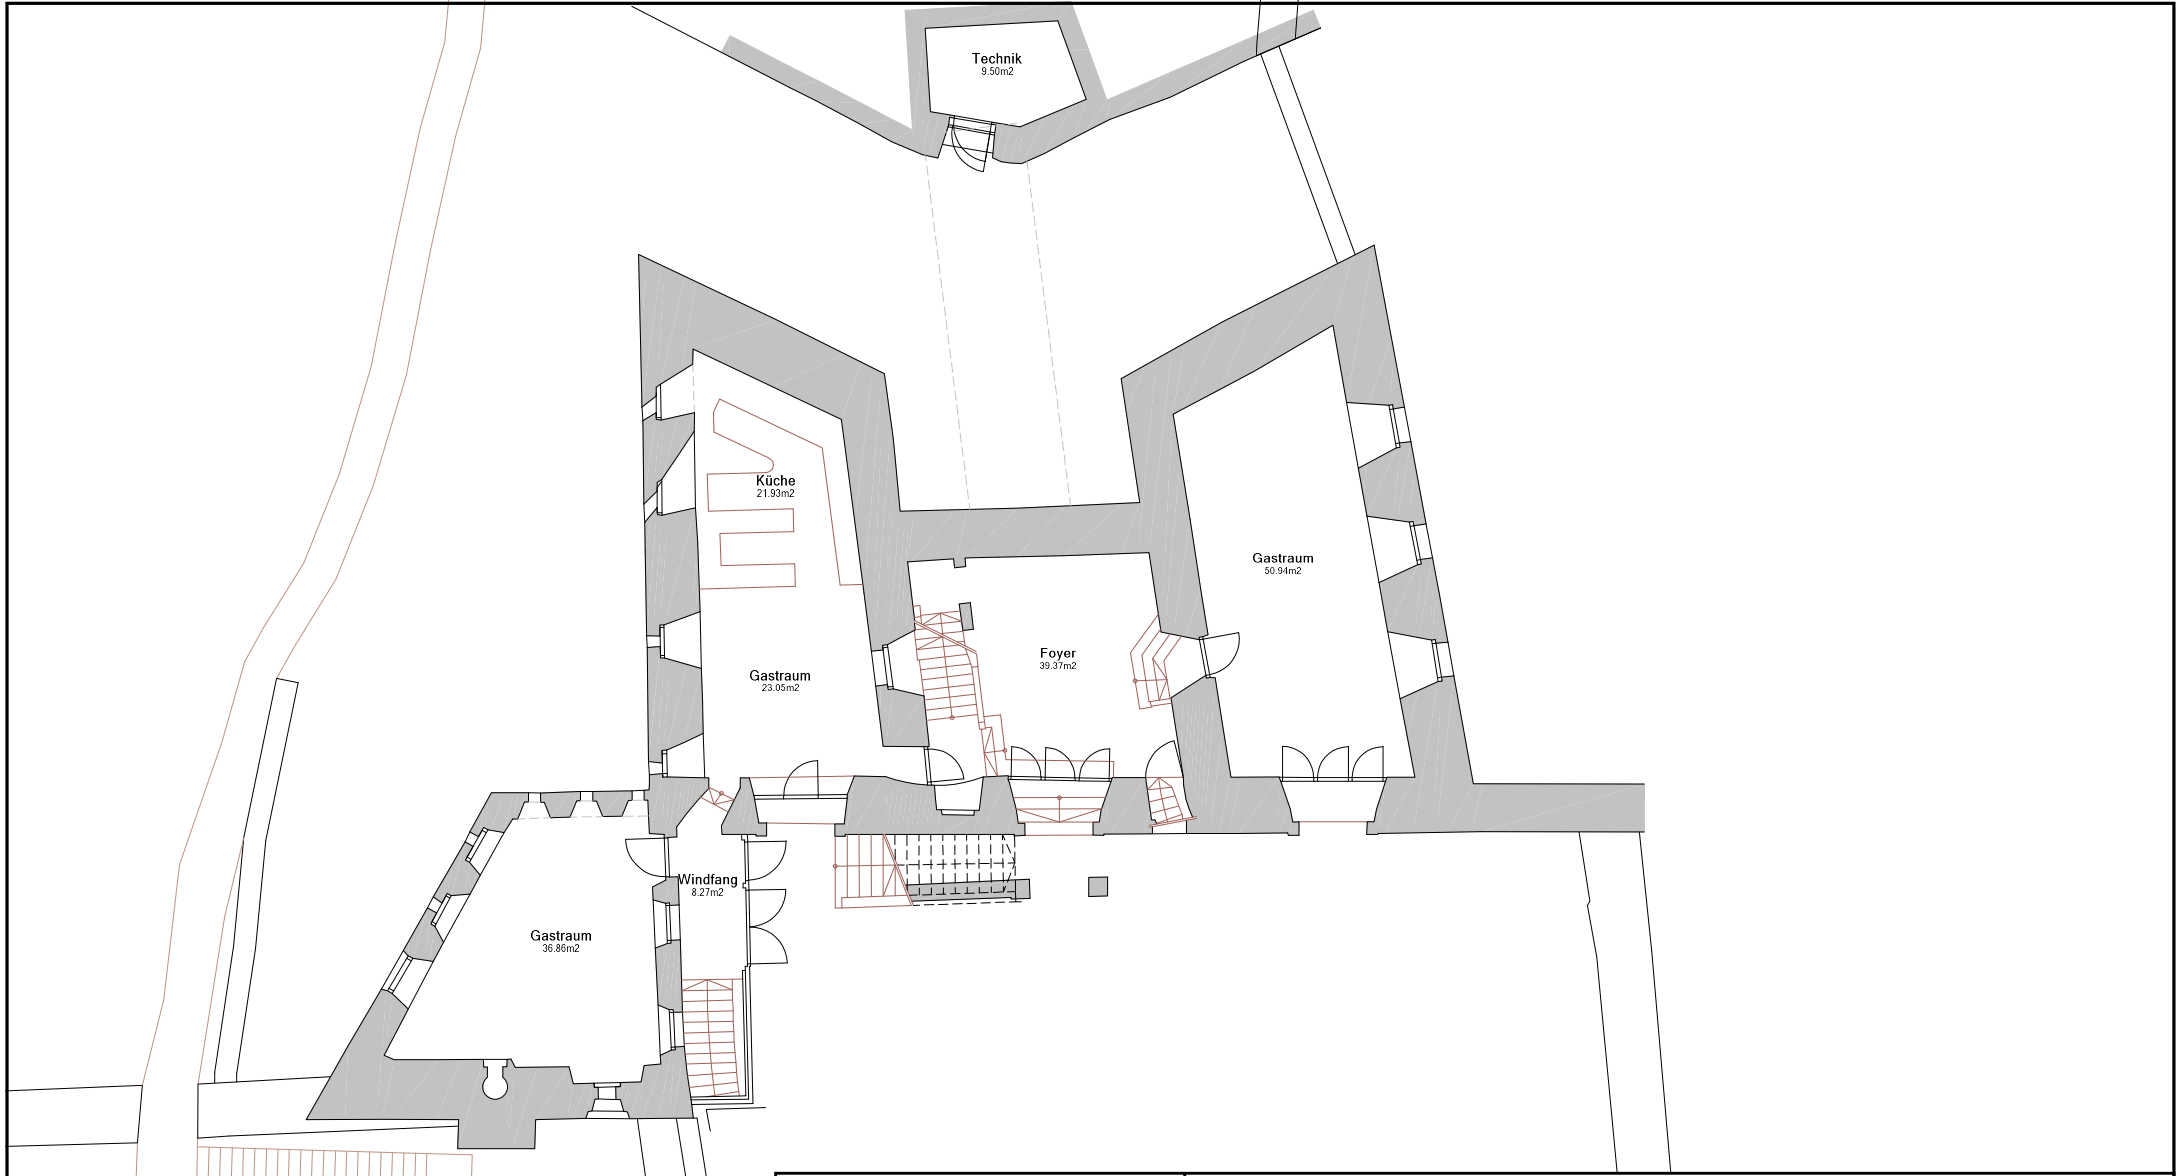 Technik
9.50m2
Küche
21.93m2
Gastraum
50.94m2
Foyer
39.37m2
Gastraum
23.05m2
Windfang
8.27m2
Gastraum
36.86m2